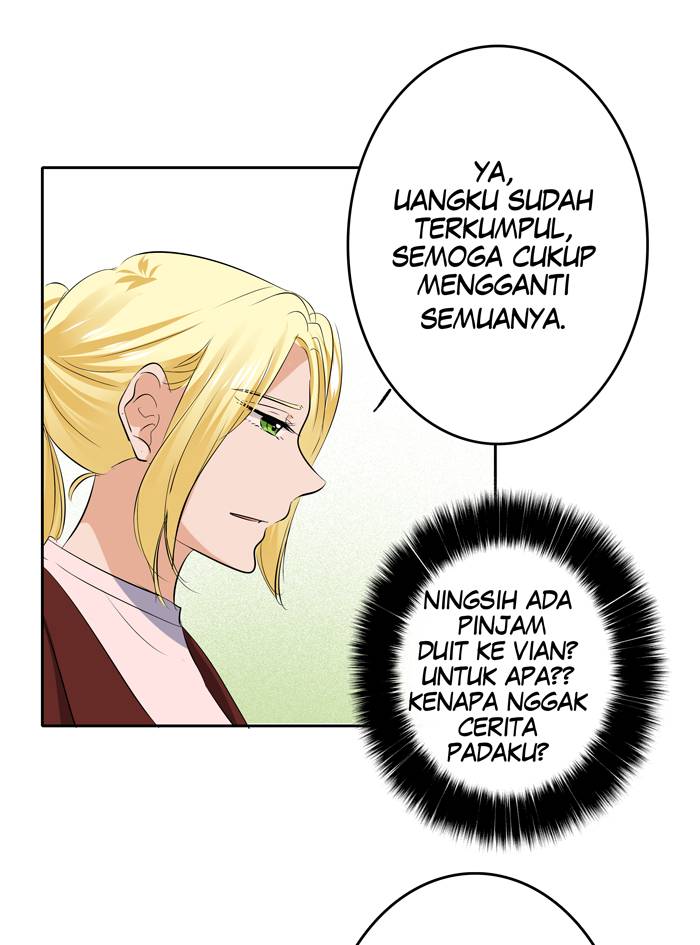 YA,
UANGKU SUDAH
TERKUMPUL,
SEMOGA CUKUP
MENGGANTI
SEMUANYA.
NINGSIH ADA
PINJAM
DUIT KE VIAN?
UNTUK APA??
KENAPA NGGAK
CERITA
PADAKU?